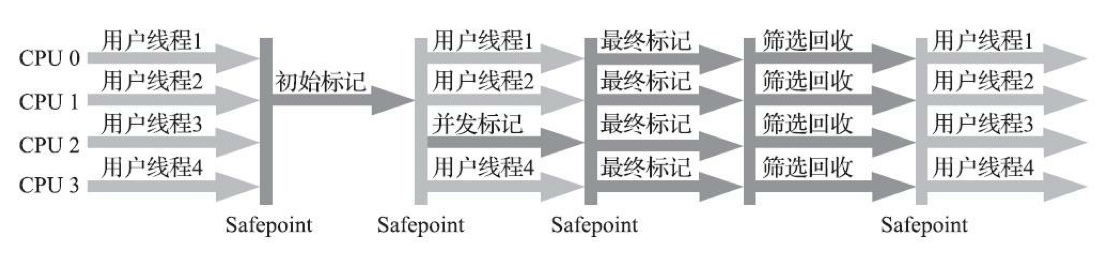 CPU 0 用户线程1 用户线程1 最终标记 筛选回收 用户线程1
初始标记
CPU 1 用户线程2 用户线程2 最终标记 筛选回收 用户线程2
CPU 2 用户线程3 并发标记 最终标记 筛选回收 用户线程3
CPU 3 用户线程4 用户线程4 最终标记 筛选回收 用户线程4
Safepoint Safepoint Safepoint Safepoint